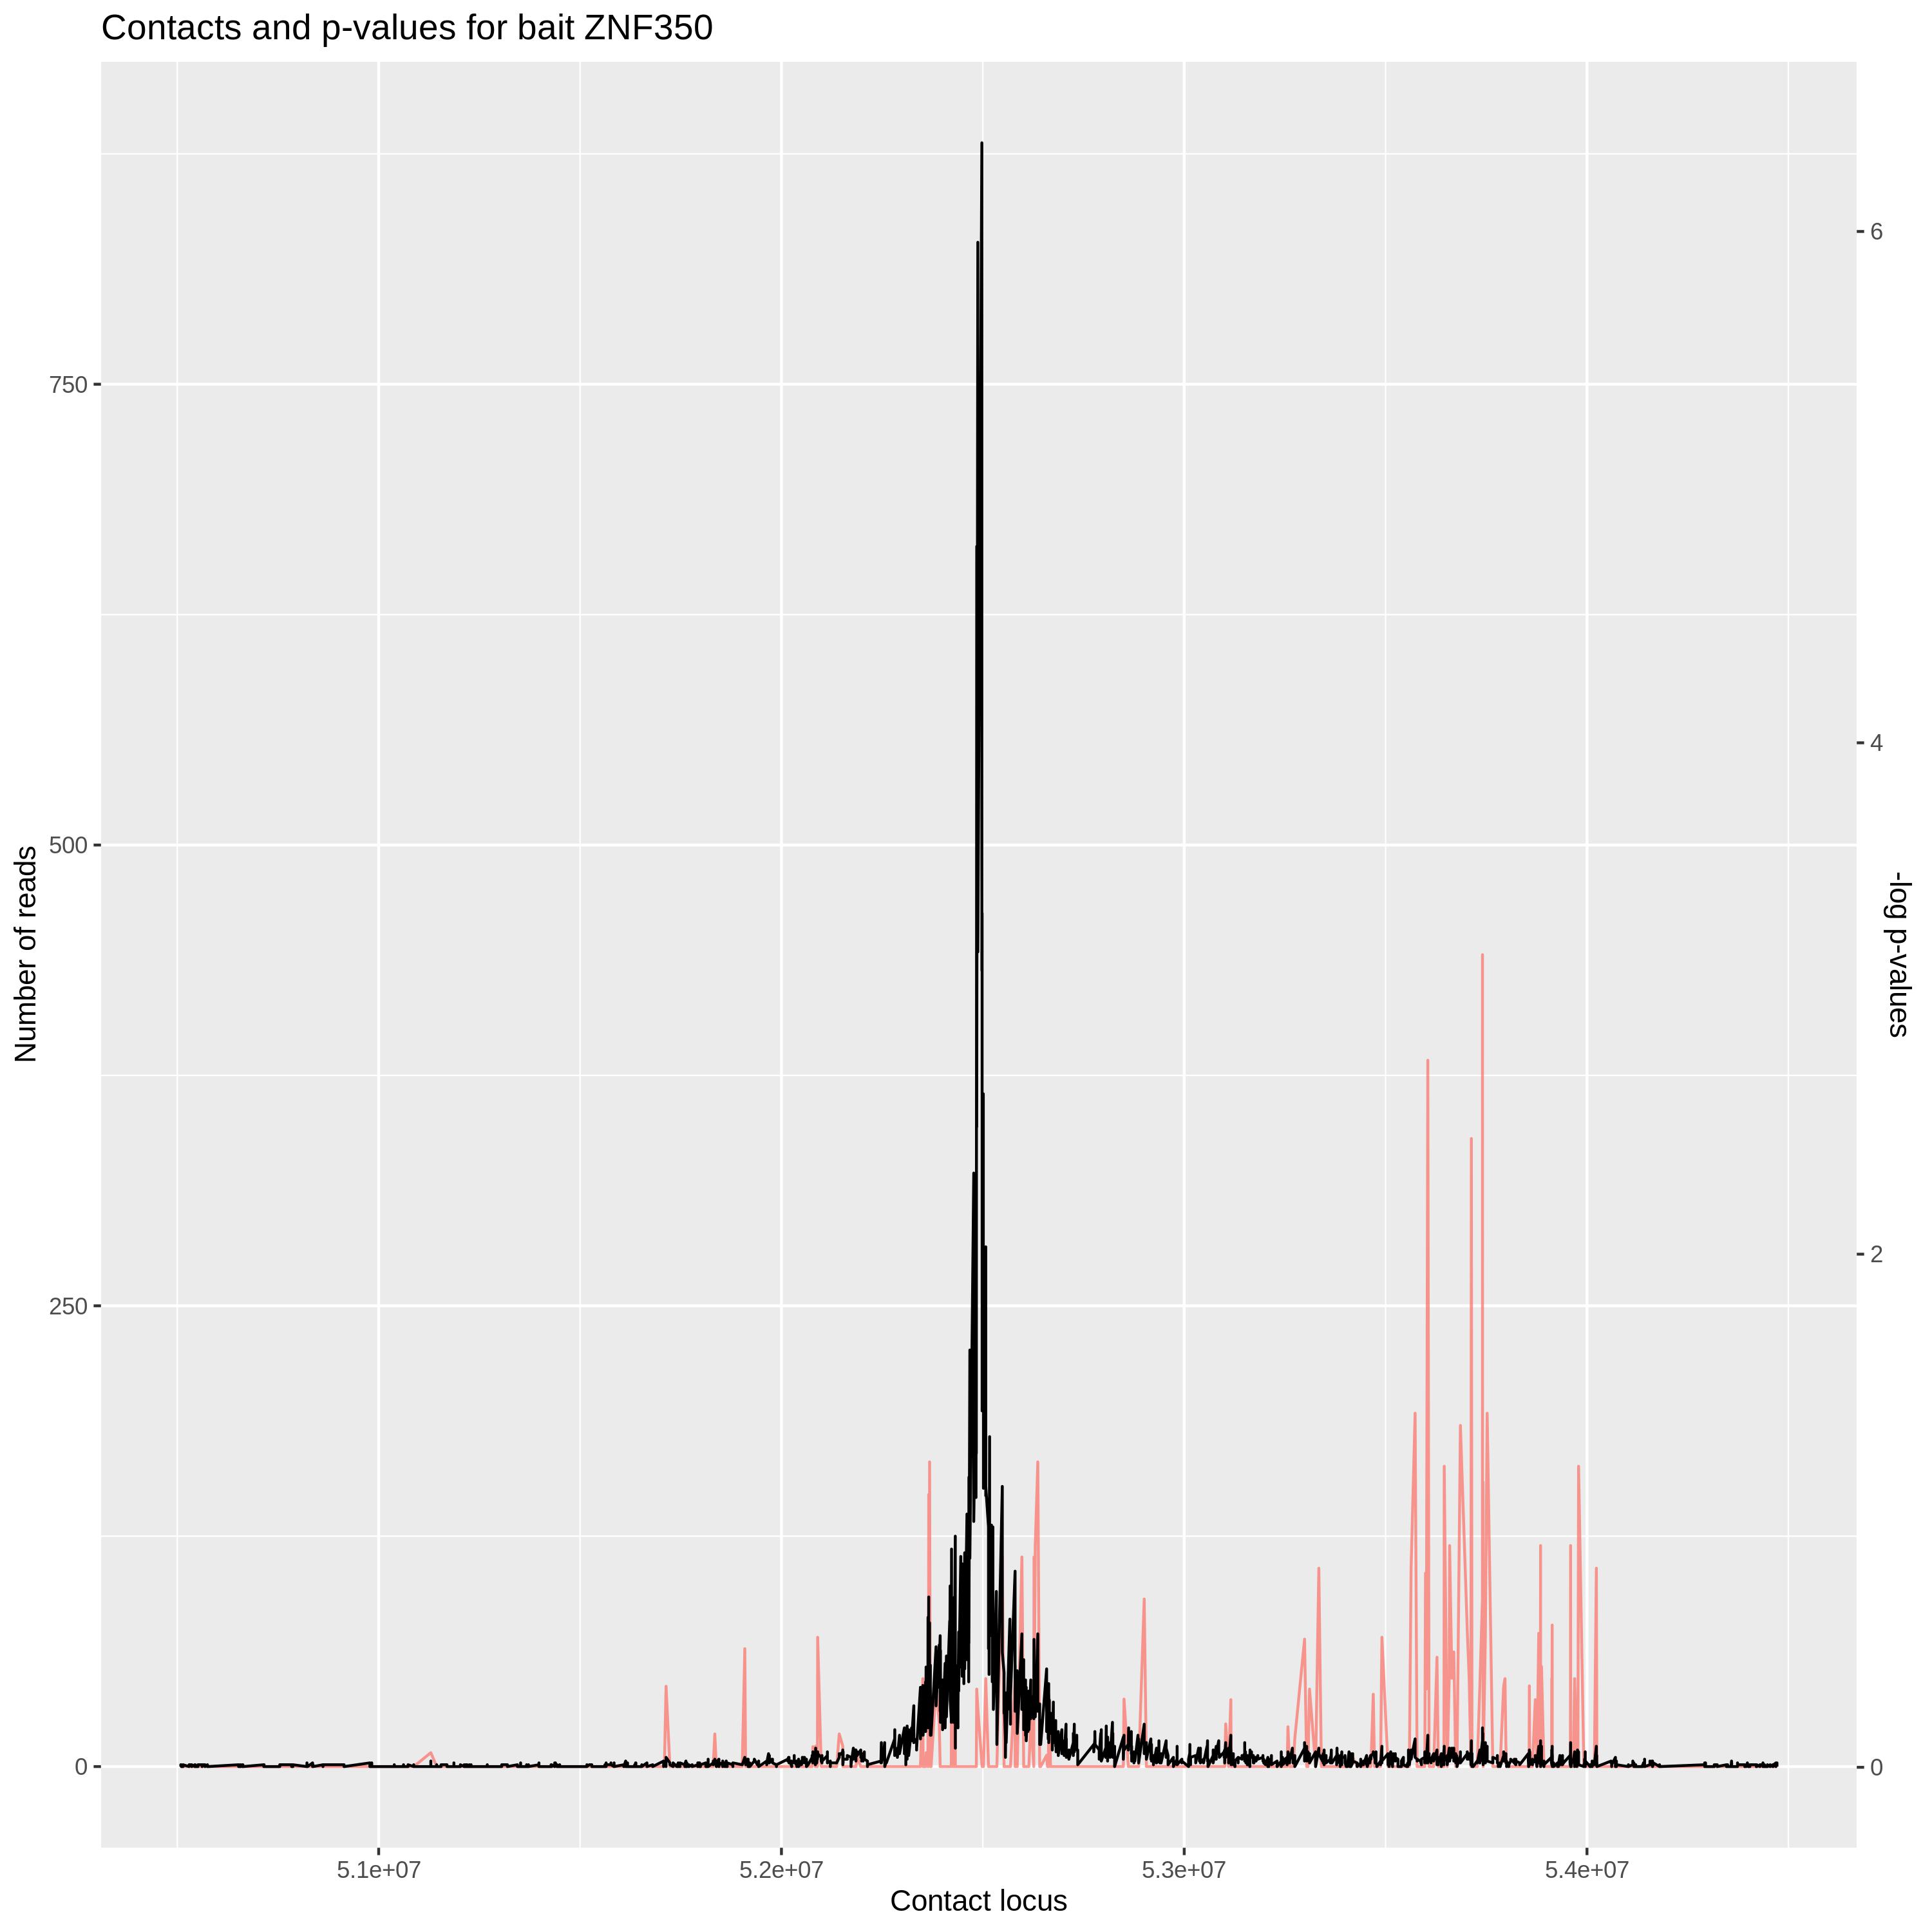 Contacts and p-values for bait ZNF350
Number of reads
750
500
250
0
6
4
2
0
-log p-values
5.1e+07 5.2e+07 5.3e+07 5.4e+07
Contact locus